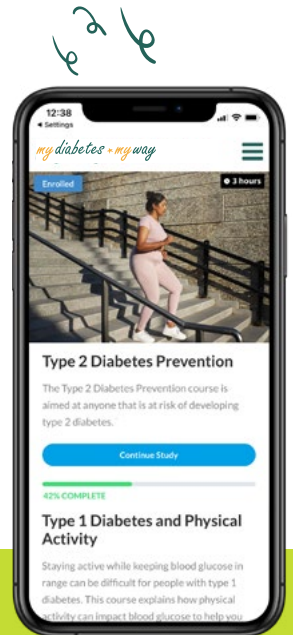 12:38
Settings
my diabetes • my way
Enrolled
3 hours
Type 2 Diabetes Prevention
The Type 2 Diabetes Prevention course is
aimed at anyone that is at risk of developing
type 2 diabetes.
Continue Study
42% COMPLETE
Type 1 Diabetes and Physical
Activity
Staying active while keeping blood glucose in
range can be difficult for people with type 1
diabetes. This course explains how physical
activity can impact blood glucose to help you